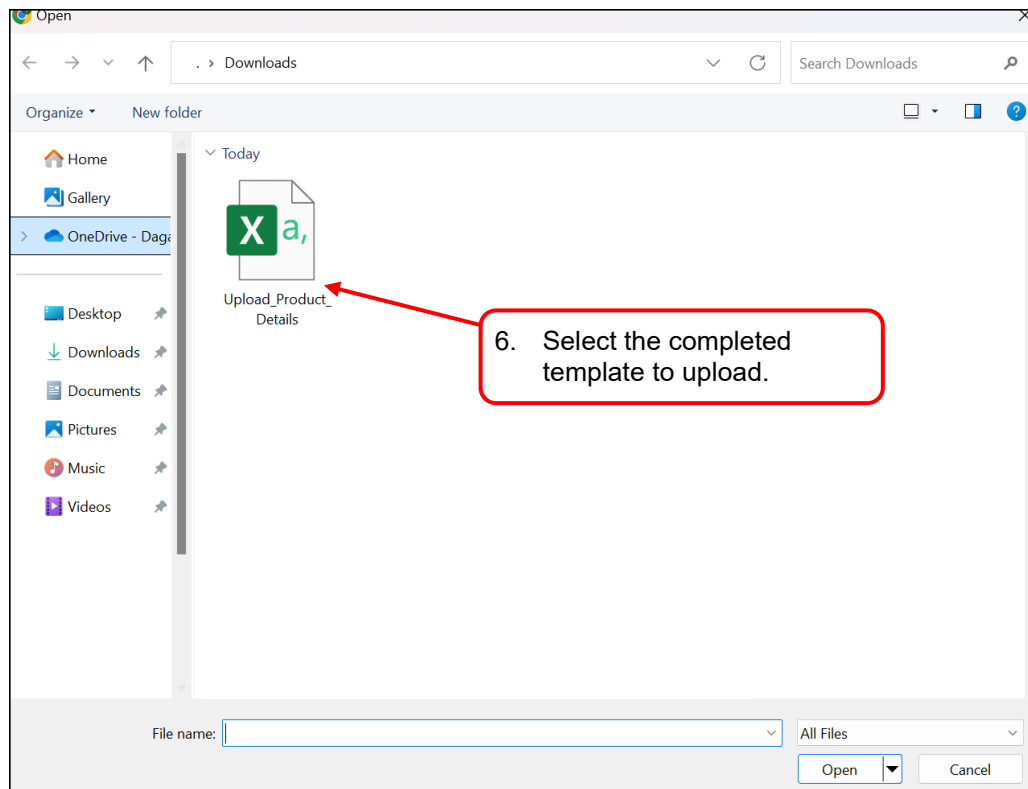 Open
. › Downloads
Search Downloads
Organize
New folder
Home
Today
Gallery
X a,
OneDrive - Daga
Upload_Product_
Details
Desktop
Downloads
Documents
Pictures
Music
Videos
6. Select the completed
template to upload.
File name:
All Files
Open
Cancel